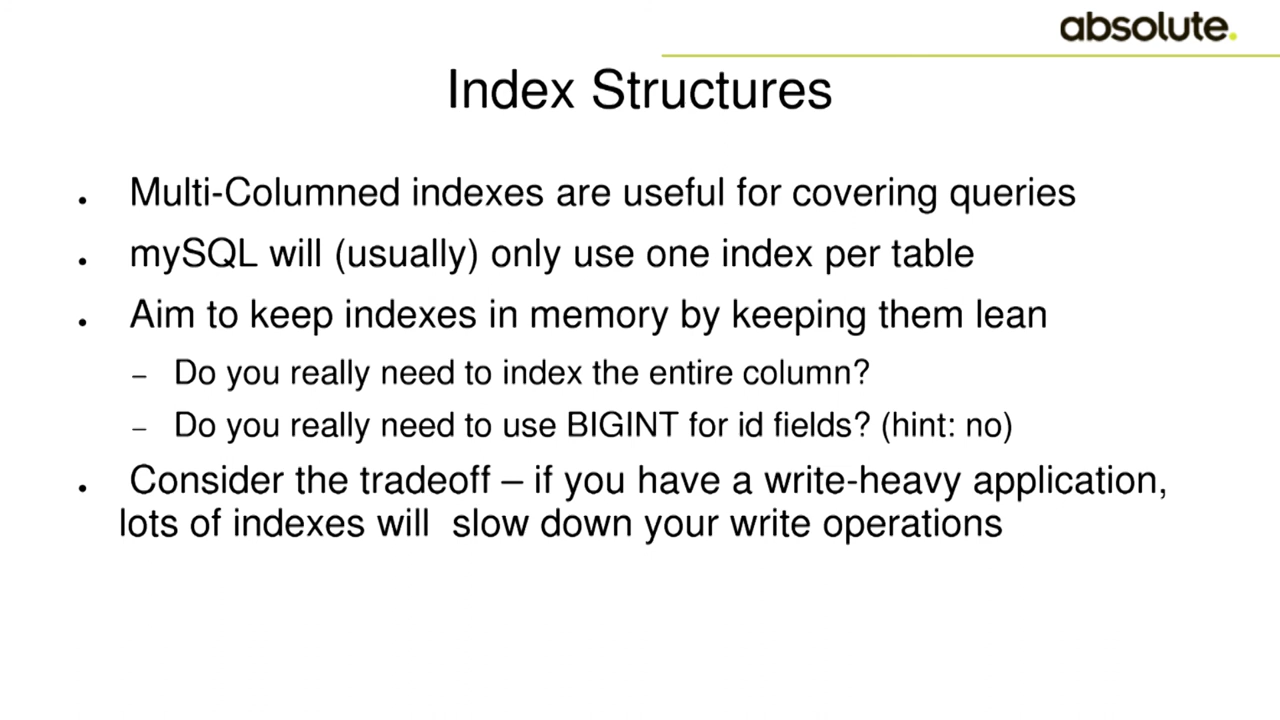 absolute.
Index Structures
● Multi-Columned indexes are useful for covering queries
● mySQL will (usually) only use one index per table
● Aim to keep indexes in memory by keeping them lean
– Do you really need to index the entire column?
– Do you really need to use BIGINT for id fields? (hint: no)
● Consider the tradeoff – if you have a write-heavy application,
lots of indexes will  slow down your write operations